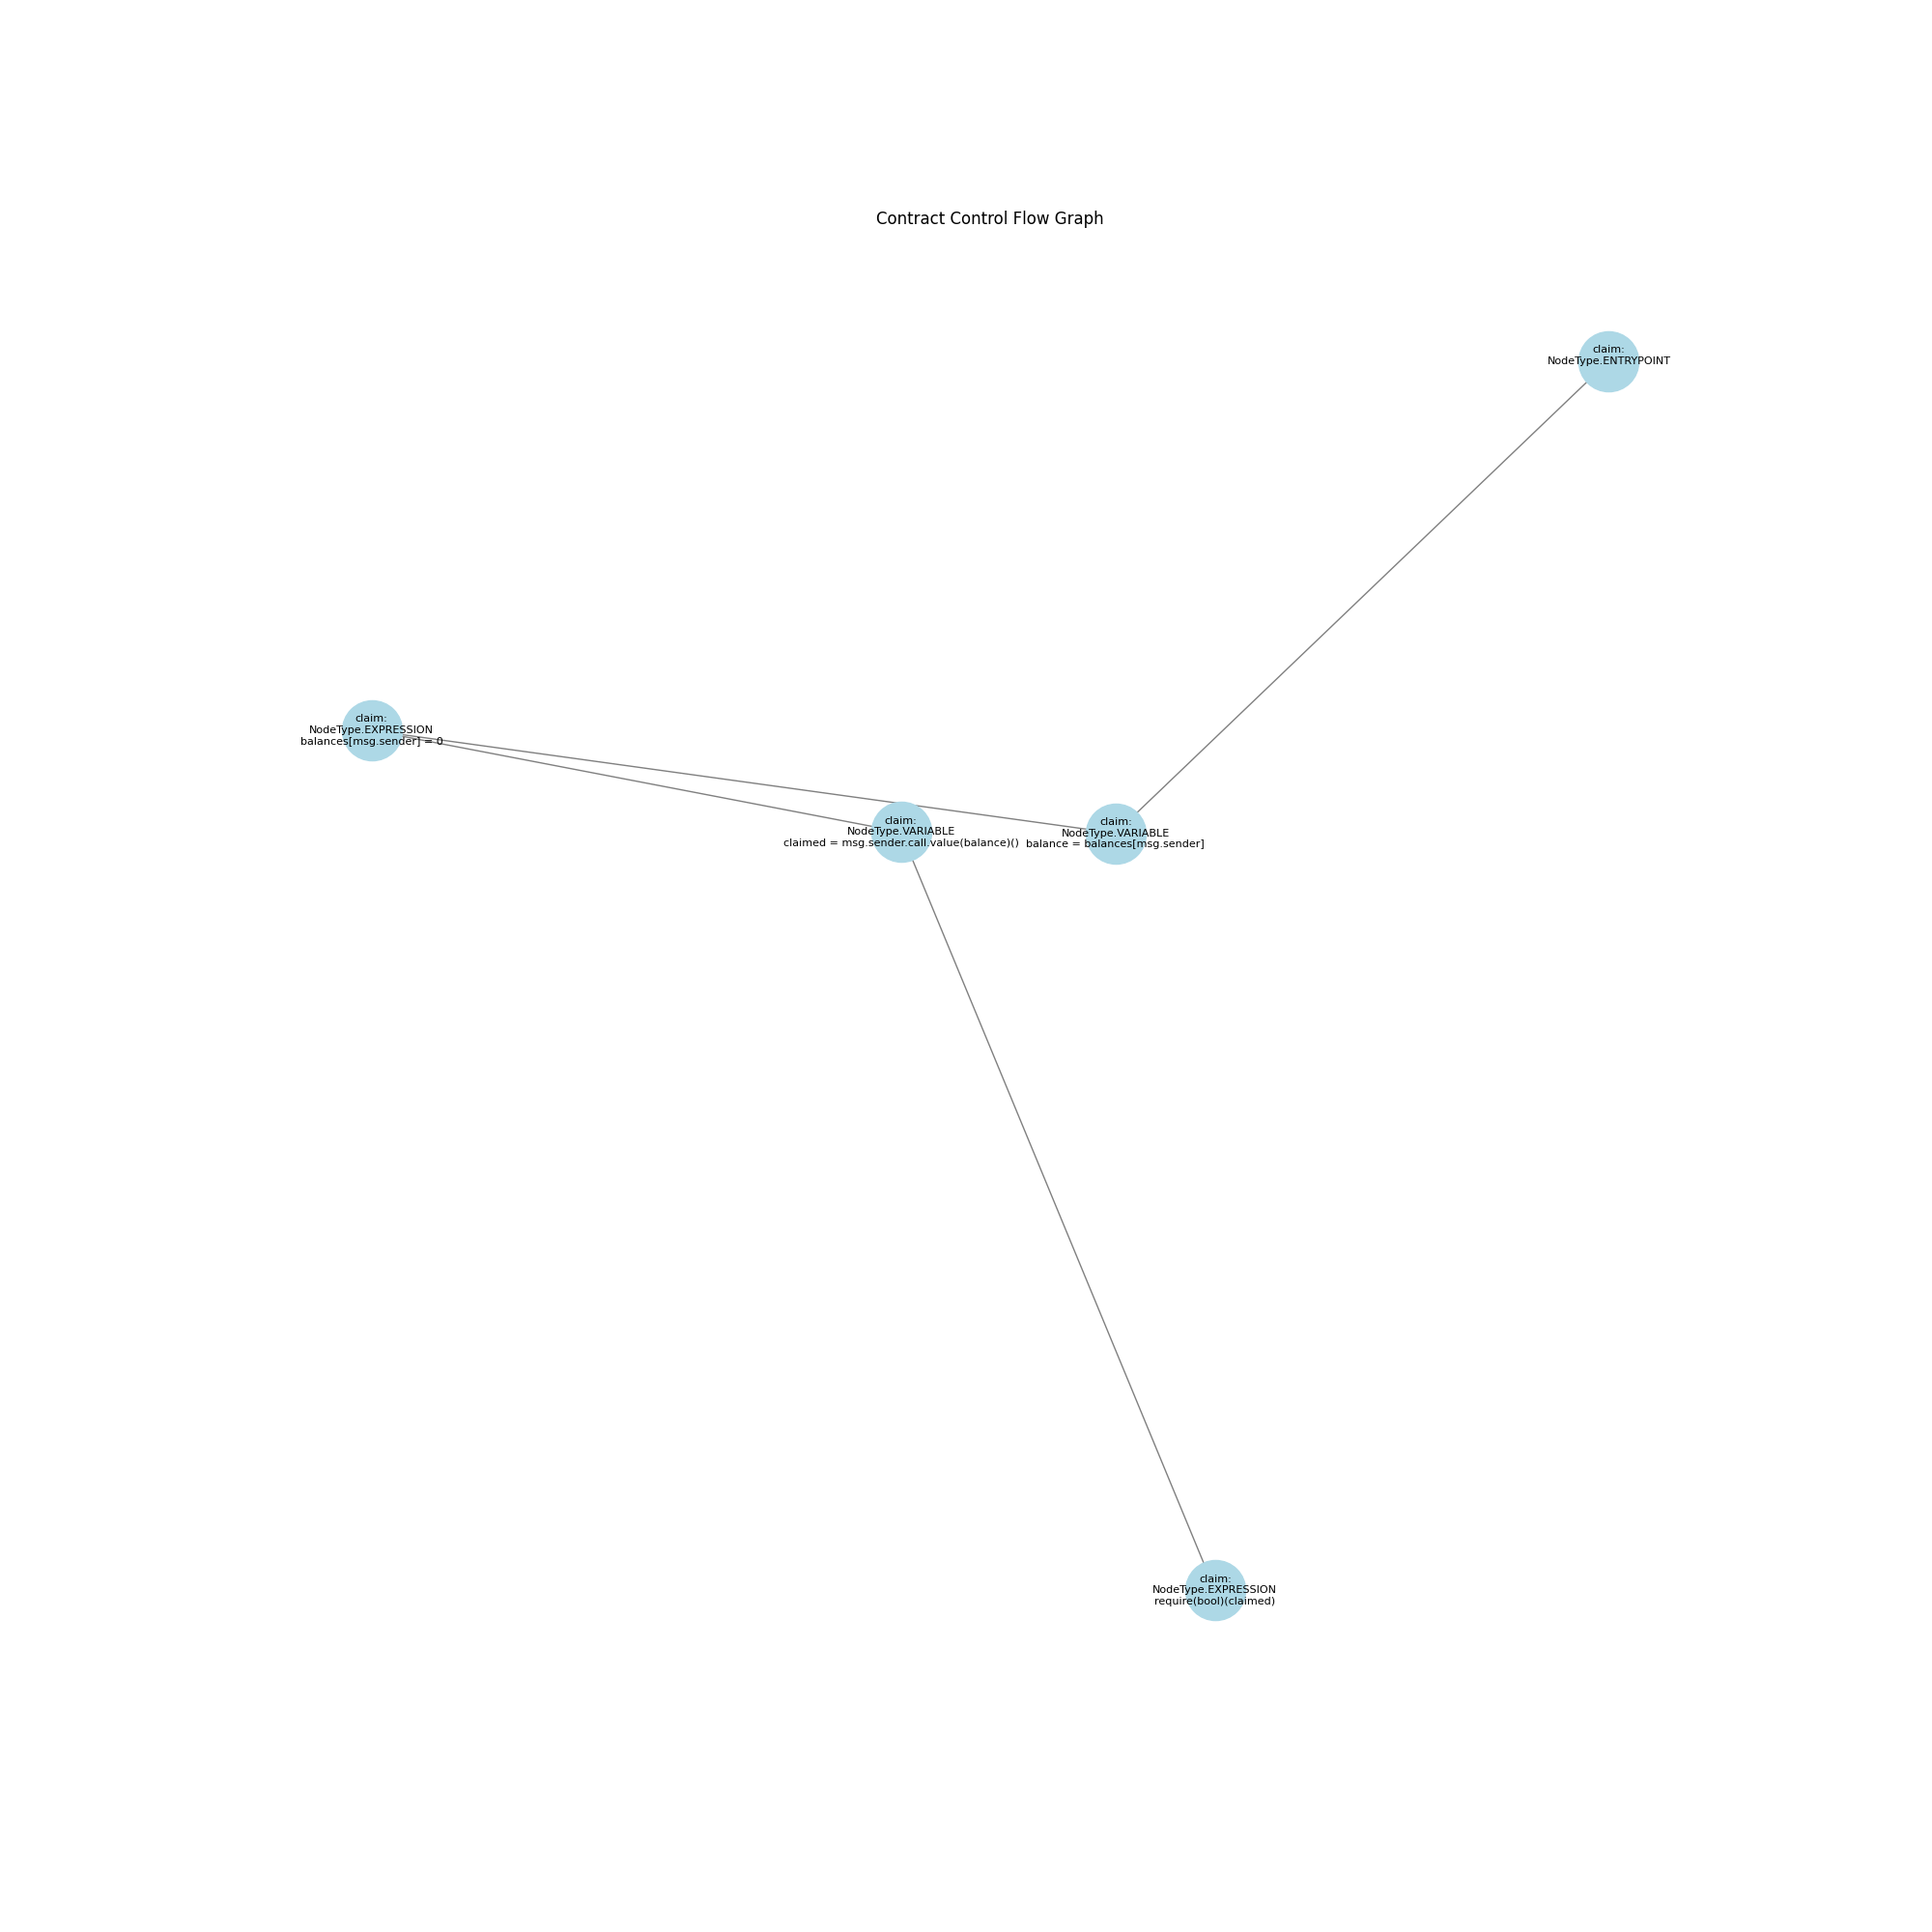 Contract Control Flow Graph
claim:
NodeType.ENTRYPOINT
claim:
NodeType.EXPRESSION
balances[msg.sender] = 0
claim:
NodeType.VARIABLE
claimed = msg.sender.call.value(balance)()
claim:
NodeType.VARIABLE
balance = balances[msg.sender]
claim:
NodeType.EXPRESSION
require(bool)(claimed)